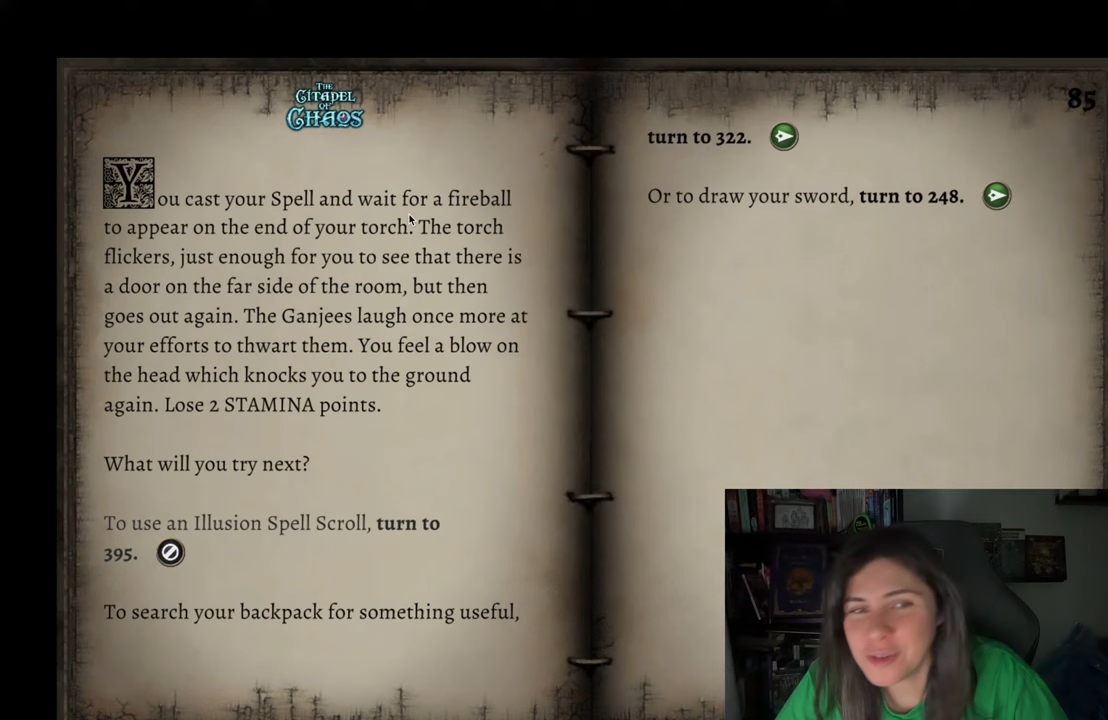 THE
CITADEL
OF
CHAOS
You cast your Spell and wait for a fireball
to appear on the end of your torch. The torch
flickers, just enough for you to see that there is
a door on the far side of the room, but then
goes out again. The Ganjees laugh once more at
your efforts to thwart them. You feel a blow on
the head which knocks you to the ground
again. Lose 2 STAMINA points.
What will you try next?
To use an Illusion Spell Scroll, turn to
395.
To search your backpack for something useful,
85
turn to 322.
Or to draw your sword, turn to 248.